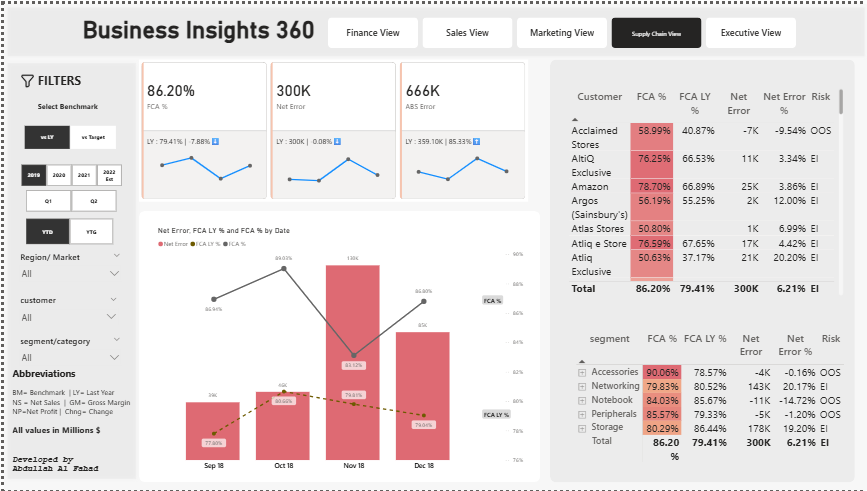 Business Insights 360
Finance View
Sales View
Marketing View
Supply Chain View
Executive View
FILTERS
Select Benchmark
vs LY
vs Target
2019
2020
2021
2022 Est
Q1
Q2
YTD
YTG
Region/ Market
All
customer
All
segment/category
All
Abbreviations
BM= Benchmark | LY= Last Year
NS = Net Sales | GM= Gross Margin
NP=Net Profit | Chng= Change
All values in Millions $
Developed by
Abdullah Al Fahad
86.20%
FCA %
LY : 79.41% | -7.88%
300K
Net Error
LY : 300K | -0.08%
666K
ABS Error
LY : 359.10K | 85.33%
Net Error, FCA LY % and FCA % by Date
Net Error FCA LY % FCA %
90%
88%
86%
84%
82%
80%
78%
76%
FCA %
FCA LY %
86.94%
89.03%
83.12%
86.80%
39K
46K
130K
85K
77.80%
80.66%
79.81%
79.04%
Sep 18
Oct 18
Nov 18
Dec 18
Customer FCA % FCA LY % Net Error Net Error % Risk
Acclaimed Stores 58.99% 40.87% -7K -9.54% OOS
AltiQ Exclusive 76.25% 66.53% 11K 3.34% EI
Amazon 78.70% 66.89% 25K 3.86% EI
Argos (Sainsbury's) 56.19% 55.25% 2K 12.00% EI
Atlas Stores 50.80% 1K 6.99% EI
Atliq e Store 76.59% 67.65% 17K 4.42% EI
Atliq Exclusive 50.63% 37.17% 21K 20.20% EI
Total 86.20% 79.41% 300K 6.21% EI
segment FCA % FCA LY % Net Error Net Error % Risk
Accessories 90.06% 78.57% -4K -0.16% OOS
Networking 79.83% 80.52% 143K 20.17% EI
Notebook 84.03% 85.67% -11K -14.72% OOS
Peripherals 85.57% 79.33% -5K -1.20% OOS
Storage 80.29% 86.44% 178K 19.20% EI
Total 86.20 % 79.41% 300K 6.21% EI